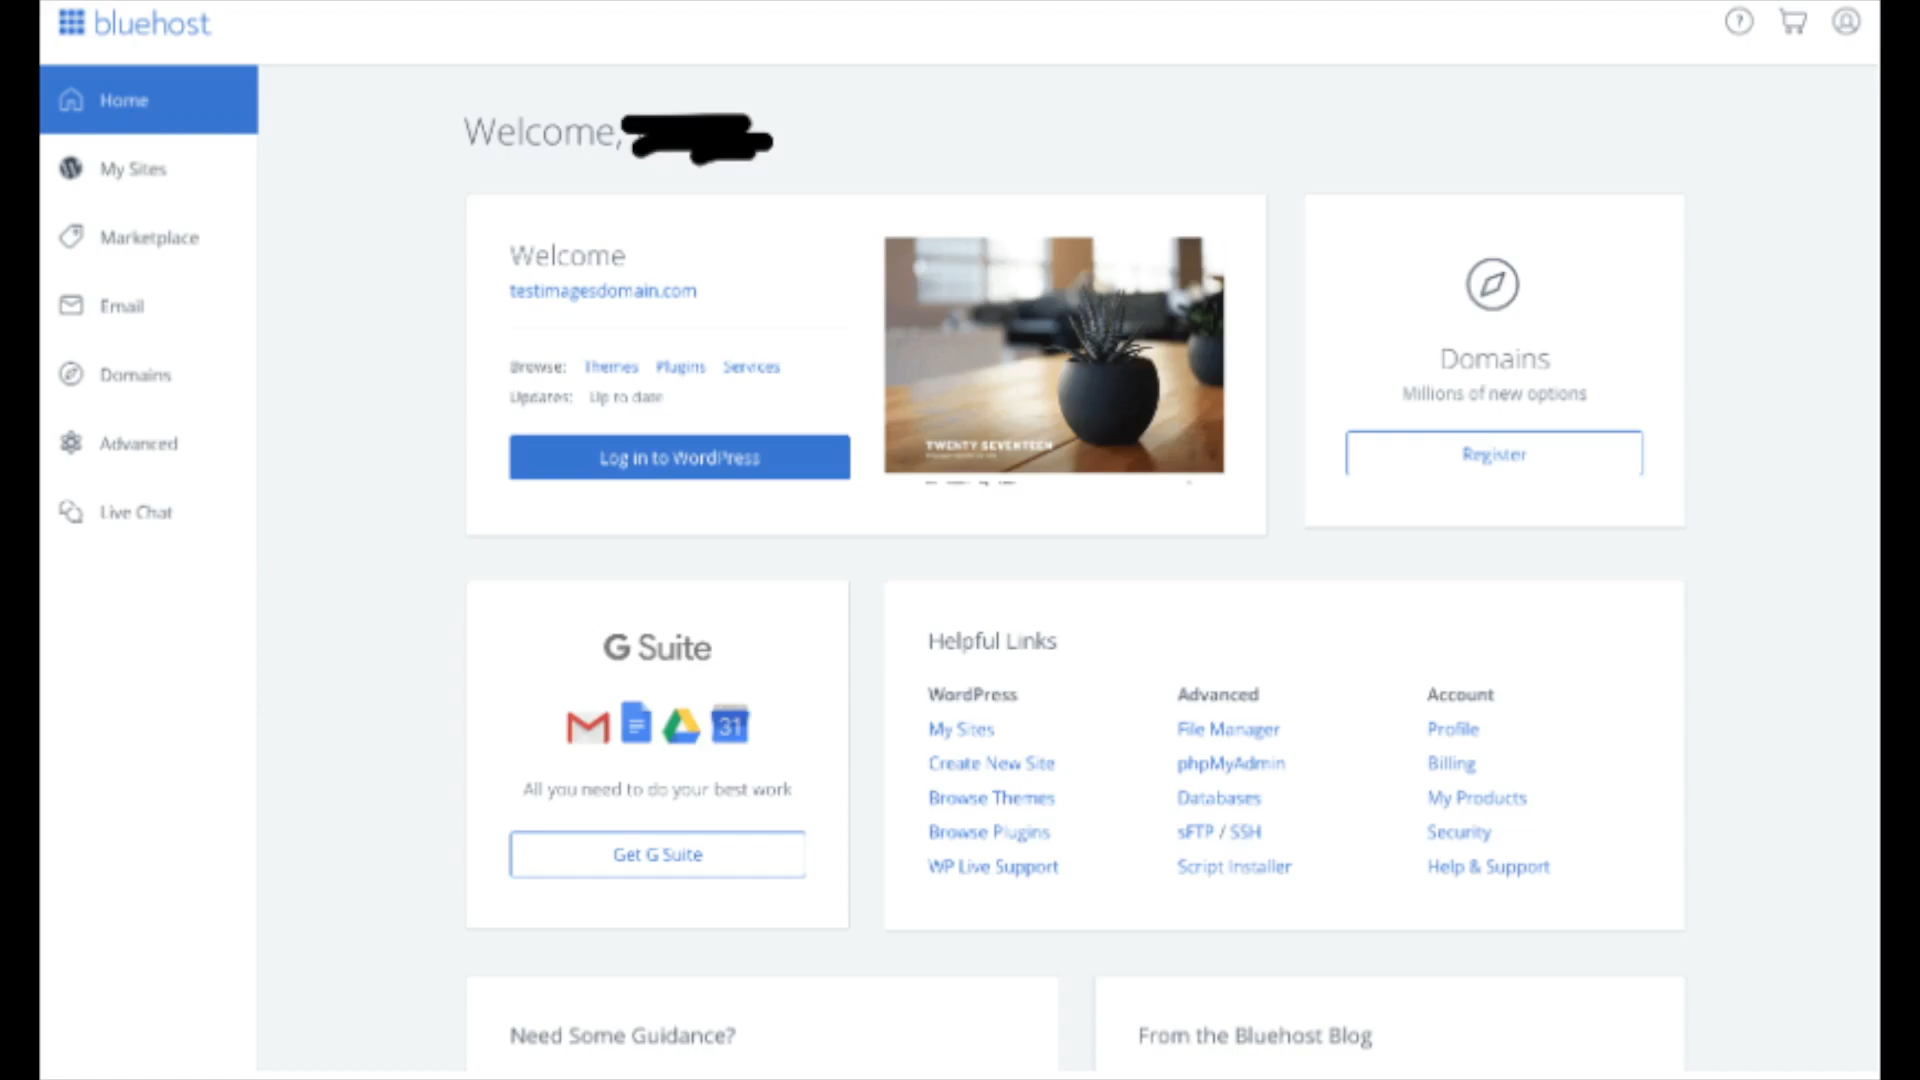 bluehost
?
Home
My Sites
Marketplace
Email
Domains
Advanced
Live Chat
Welcome,
Welcome
testimagesdomain.com
Browse: Themes Plugins Services
Updates: Up to date
Log in to WordPress
TWENTY SEVENTEEN
Domains
Millions of new options
Register
G Suite
31
All you need to do your best work
Get G Suite
Helpful Links
WordPress
My Sites
Create New Site
Browse Themes
Browse Plugins
WP Live Support
Advanced
File Manager
phpMyAdmin
Databases
sFTP / SSH
Script Installer
Account
Profile
Billing
My Products
Security
Help & Support
Need Some Guidance?
From the Bluehost Blog